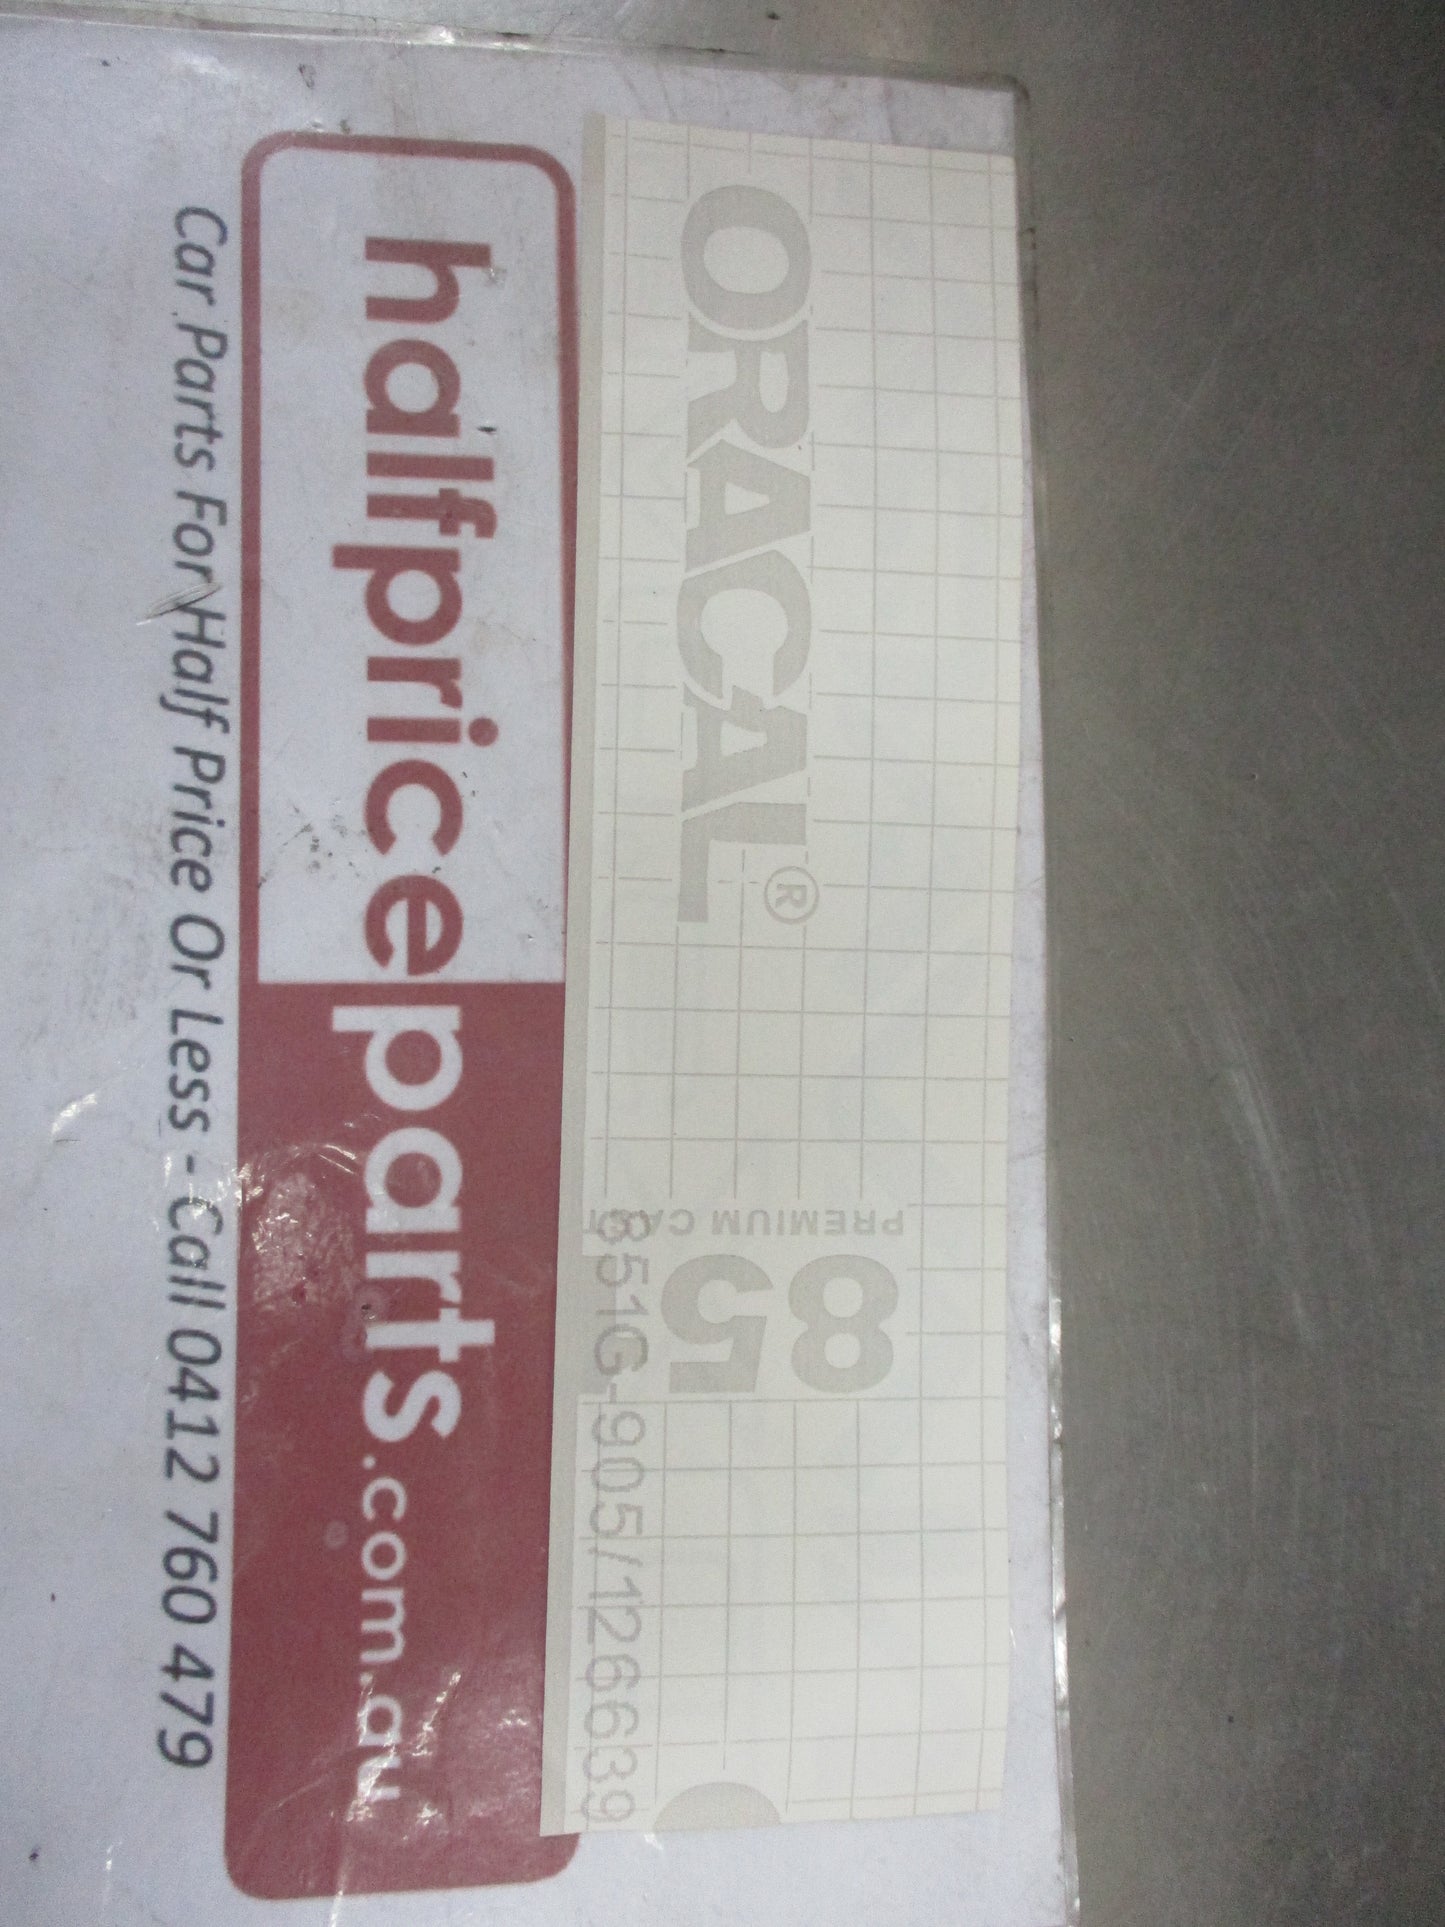 ORACAL®
PREMIUM CAST
85
851G-905/126639
halfpriceparts.com.au
Car Parts For Half Price Or Less - Call 0412 760 479